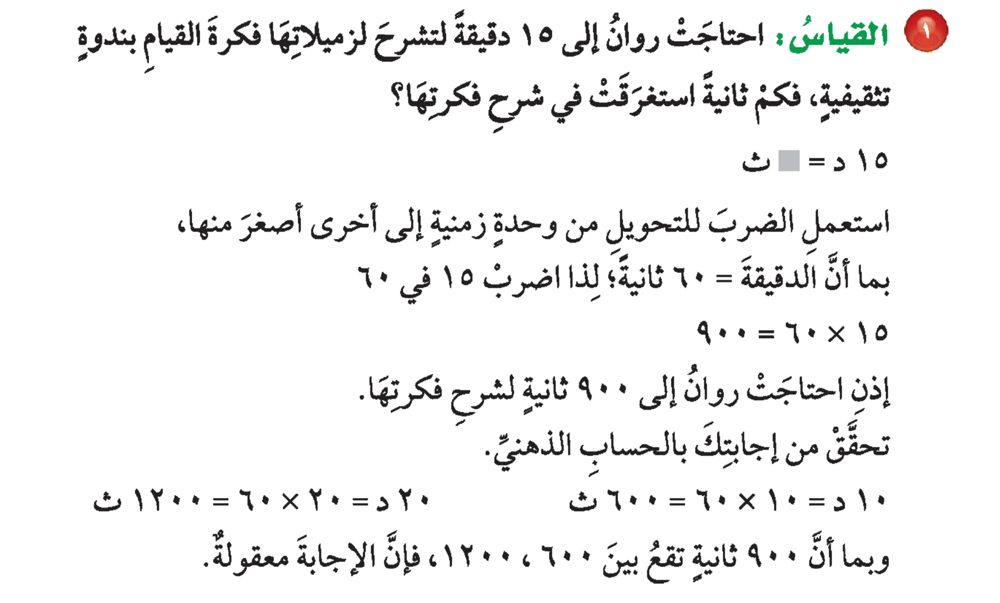 ١ القياسُ: احتاجَتْ روانُ إلى ١٥ دقيقةً لتشرحَ لزميلاتِهَا فكرةَ القيامِ بندوةٍ
تثقيفيةٍ، فكمْ ثانيةً استغرَقَتْ في شرحِ فكرتِهَا؟
١٥ د = ■ ث
استعملِ الضربَ للتحويلِ من وحدةٍ زمنيةٍ إلى أخرى أصغرَ منها،
بما أنَّ الدقيقةَ = ٦٠ ثانيةً؛ لِذا اضربْ ١٥ في ٦٠
١٥ × ٦٠ = ٩٠٠
إذنِ احتاجَتْ روانُ إلى ٩٠٠ ثانيةٍ لشرحِ فكرتِهَا.
تحقَّقْ من إجابتِكَ بالحسابِ الذهنيِّ.
١٠ د = ١٠ × ٦٠ = ٦٠٠ ث ٢٠ د = ٢٠ × ٦٠ = ١٢٠٠ ث
وبما أنَّ ٩٠٠ ثانيةٍ تقعُ بينَ ٦٠٠ ، ١٢٠٠، فإنَّ الإجابةَ معقولةٌ.